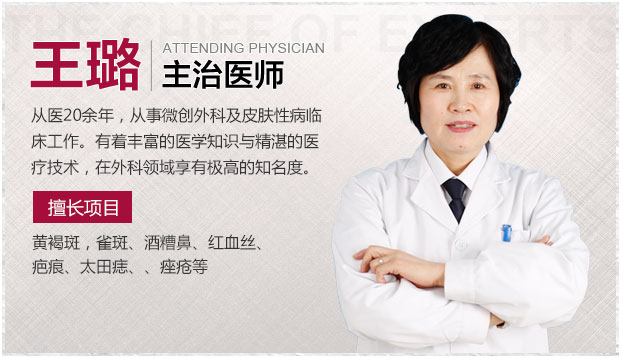 THE CHIEF OF EXPERTS
王璐
ATTENDING PHYSICIAN
主治医师
从医20余年，从事微创外科及皮肤性病临
床工作。有着丰富的医学知识与精湛的医
疗技术，在外科领域享有极高的知名度。
擅长项目
黄褐斑，雀斑、酒糟鼻、红血丝、
疤痕、太田痣、、痤疮等